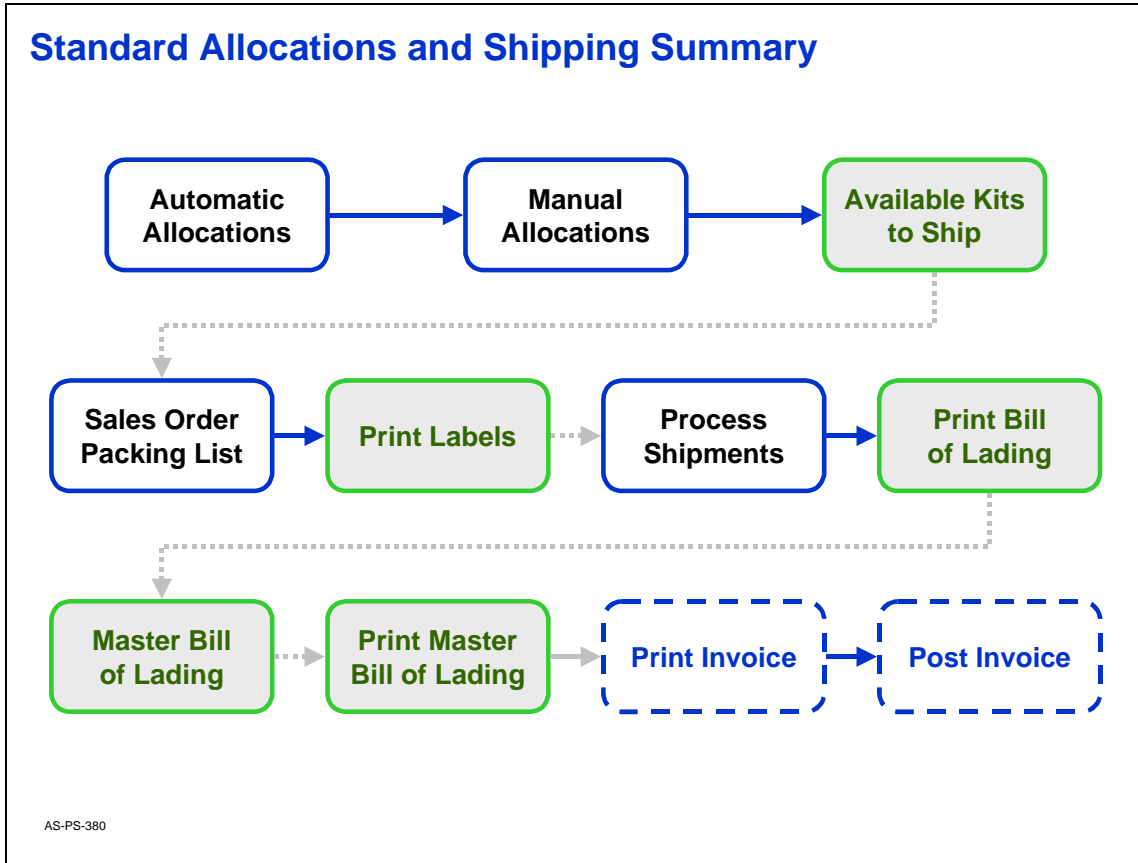 Standard Allocations and Shipping Summary
Automatic
Allocations
Manual
Allocations
Available Kits
to Ship
Sales Order
Packing List
Print Labels
Process
Shipments
Print Bill
of Lading
Master Bill
of Lading
Print Master
Bill of Lading
Print Invoice
Post Invoice
AS-PS-380